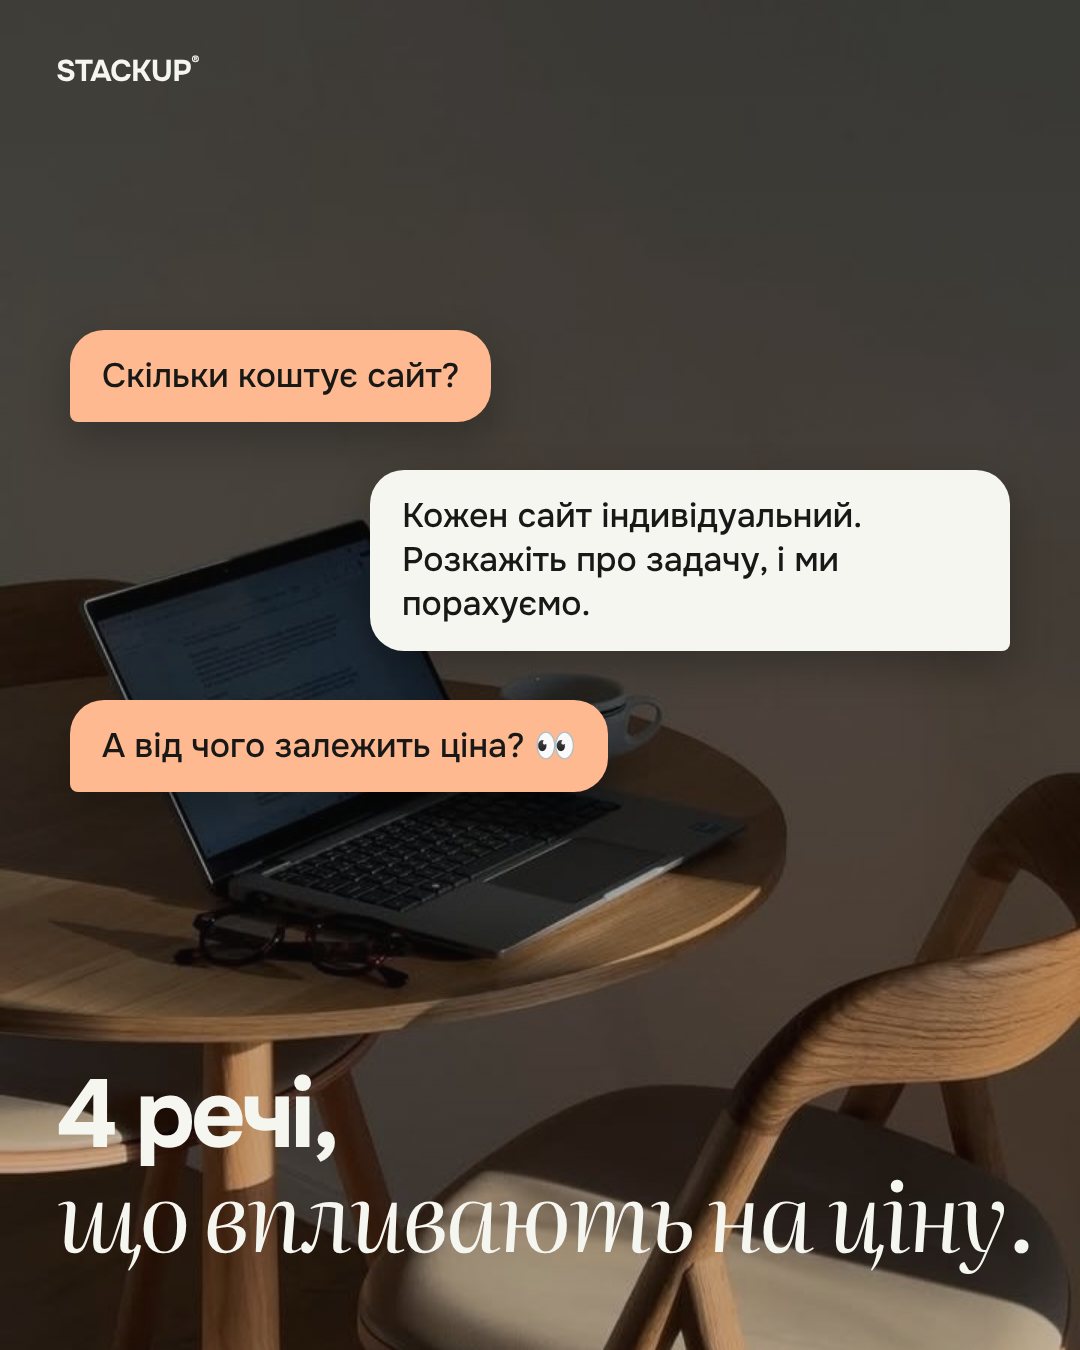 STACKUP®
Скільки коштує сайт?
Кожен сайт індивідуальний.
Розкажіть про задачу, і ми
порахуємо.
А від чого залежить ціна? 👀
4 речі,
що впливають на ціну.